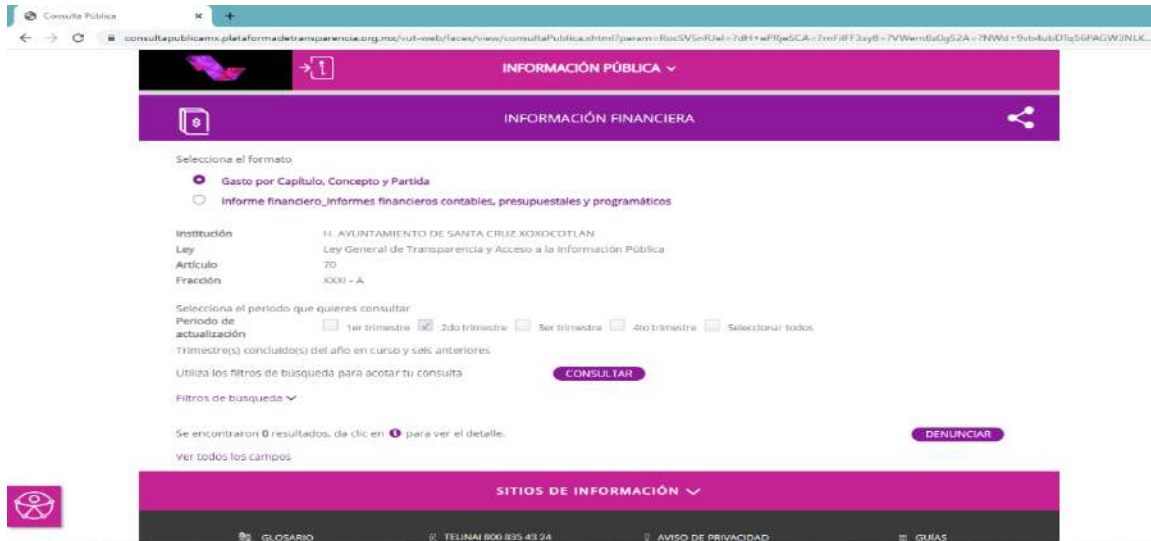 Consulta Pública
consultapublicamx.plataformadetransparencia.org.mx/vut-web/faces/view/consultaPublica.xhtml
INFORMACIÓN PÚBLICA
INFORMACIÓN FINANCIERA
Selecciona el formato
Gasto por Capítulo, Concepto y Partida
Informe financiero_Informes financieros contables, presupuestales y programáticos
Institución H. AYUNTAMIENTO DE SANTA CRUZ XOXOCOTLÁN
Ley Ley General de Transparencia y Acceso a la Información Pública
Artículo 70
Fracción XXXI - A
Selecciona el periodo que quieres consultar
Periodo de actualización 1er trimestre 2do trimestre 3er trimestre 4to trimestre Seleccionar todos
Trimestre(s) concluido(s) del año en curso y seis anteriores
Utiliza los filtros de búsqueda para acotar tu consulta CONSULTAR
Filtros de búsqueda
Se encontraron 0 resultados, da clic en i para ver el detalle. DENUNCIAR
Ver todos los campos
SITIOS DE INFORMACIÓN
GLOSARIO TELINAI 800 835 43 24 AVISO DE PRIVACIDAD GUÍAS